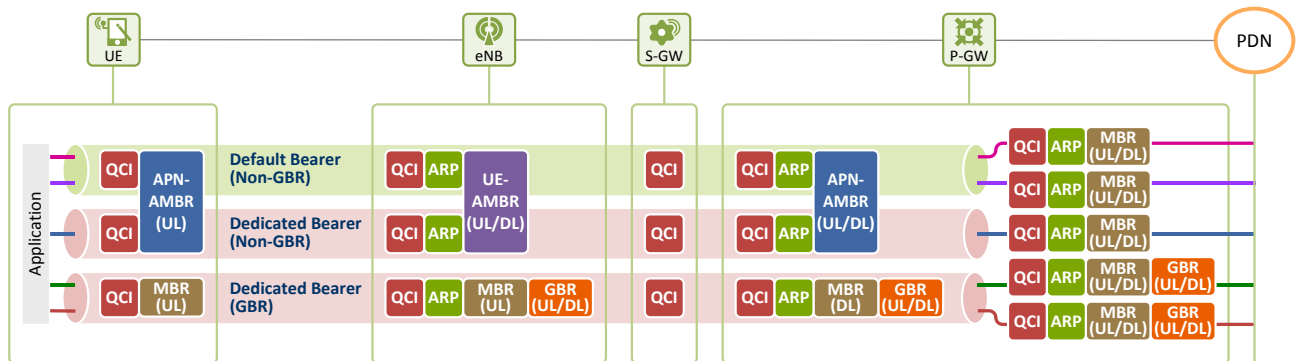 UE
eNB
S-GW
P-GW
PDN
Application
QCI
APN-
AMBR
(UL)
Default Bearer
(Non-GBR)
QCI
ARP
UE-
AMBR
(UL/DL)
QCI
QCI
ARP
APN-
AMBR
(UL/DL)
QCI
ARP
MBR
(UL/DL)
QCI
ARP
MBR
(UL/DL)
QCI
Dedicated Bearer
(Non-GBR)
QCI
ARP
QCI
QCI
ARP
QCI
ARP
MBR
(UL/DL)
QCI
MBR
(UL)
Dedicated Bearer
(GBR)
QCI
ARP
MBR
(UL)
GBR
(UL/DL)
QCI
QCI
ARP
MBR
(DL)
GBR
(UL/DL)
QCI
ARP
MBR
(UL/DL)
GBR
(UL/DL)
QCI
ARP
MBR
(UL/DL)
GBR
(UL/DL)